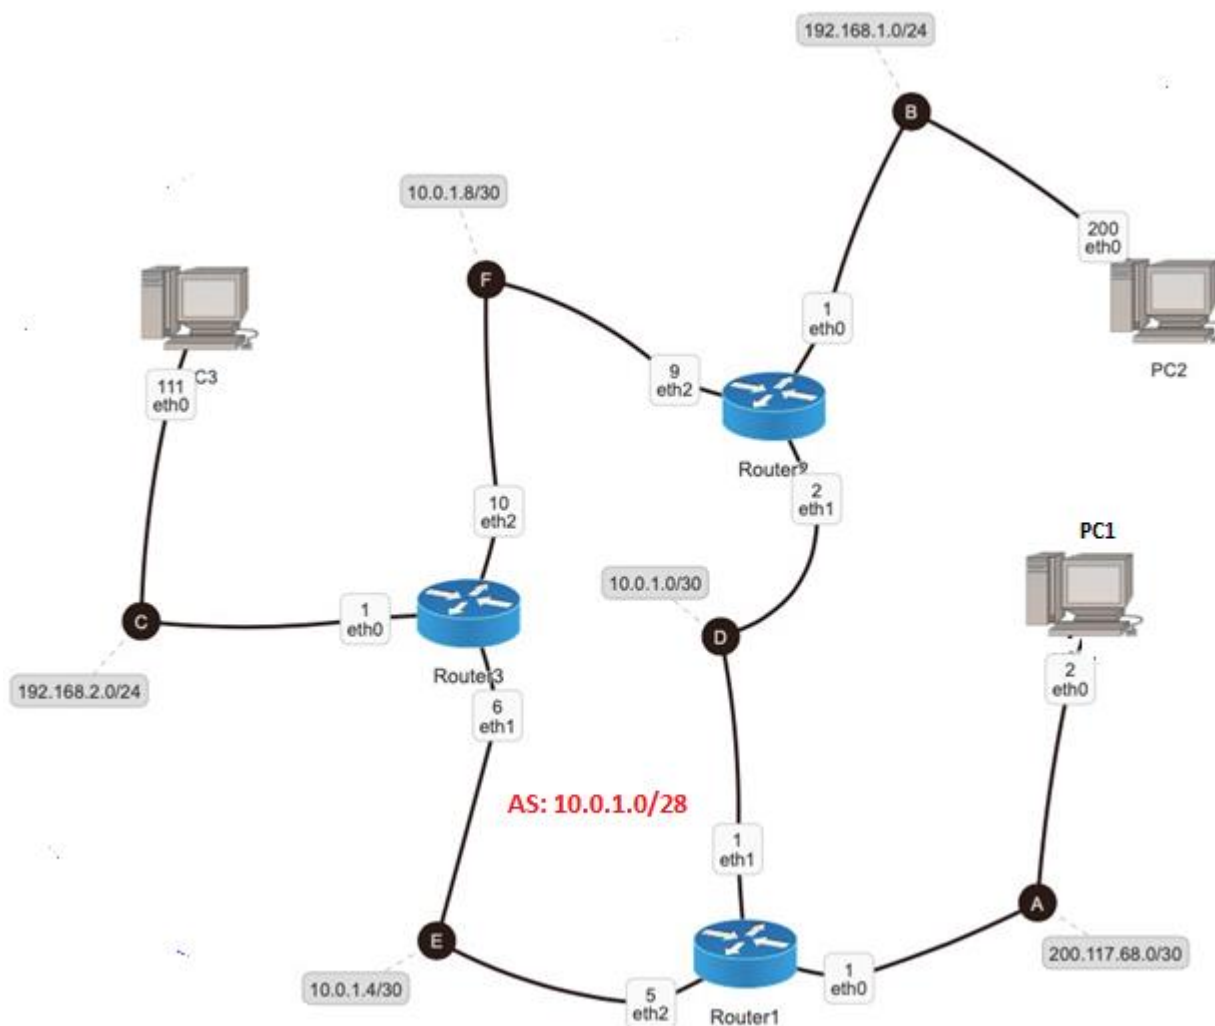 192.168.1.0/24
B
10.0.1.8/30
200
eth0
F
1
eth0
PC2
C3
111
eth0
9
eth2
Router2
2
eth1
10
eth2
PC1
10.0.1.0/30
D
C
1
eth0
2
eth0
Router3
192.168.2.0/24
6
eth1
AS: 10.0.1.0/28
1
eth1
A
E
200.117.68.0/30
10.0.1.4/30
5
eth2
1
eth0
Router1